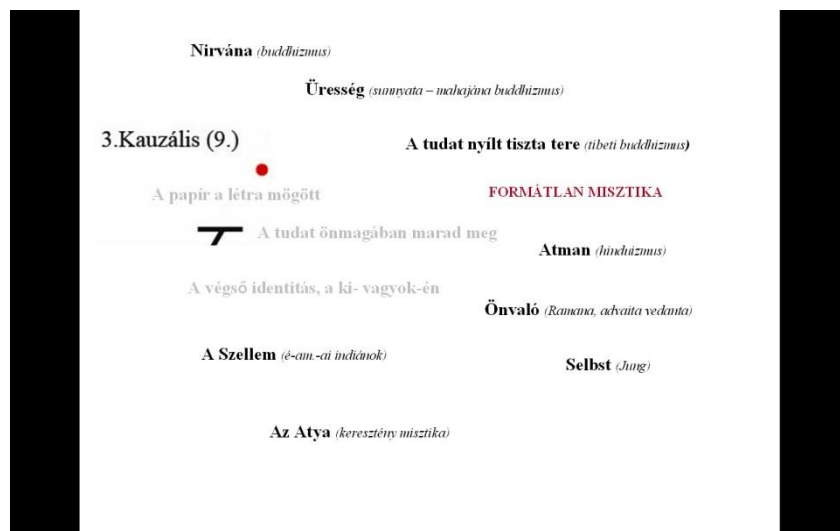 Nirvána (buddhizmus)
Üresség (sunnyata – mahajána buddhizmus)
3.Kauzális (9.)
A tudat nyílt tiszta tere (tibeti buddhizmus)
A papír a létra mögött
FORMÁTLAN MISZTIKA
A tudat önmagában marad meg
Atman (hinduizmus)
A végső identitás, a ki- vagyok-én
Önvaló (Ramana, advaita vedanta)
A Szellem (é-am.-ai indiánok)
Selbst (Jung)
Az Atya (keresztény misztika)